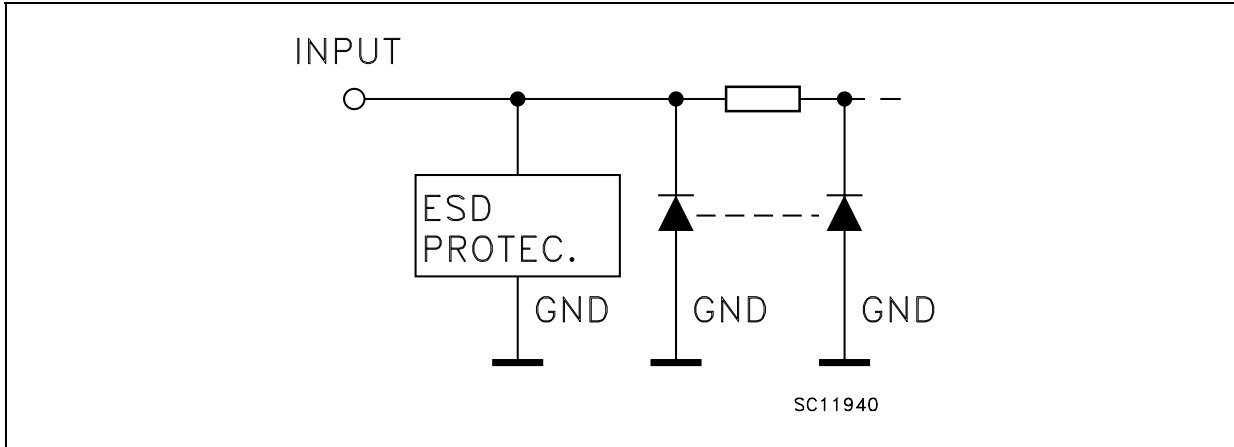 INPUT
ESD
PROTEC.
GND
GND
GND
SC11940